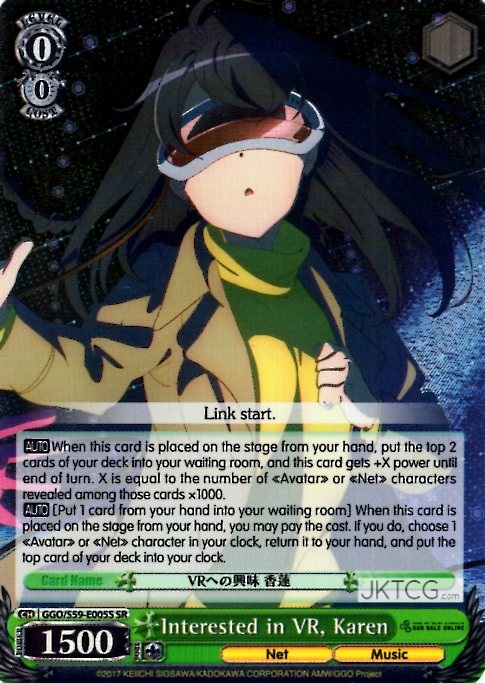 LEVEL
0
0
COST
Link start.
AUTO When this card is placed on the stage from your hand, put the top 2
cards of your deck into your waiting room, and this card gets +X power until
end of turn. X is equal to the number of «Avatar» or «Net» characters
revealed among those cards ×1000.
AUTO [Put 1 card from your hand into your waiting room] When this card is
placed on the stage from your hand, you may pay the cost. If you do, choose 1
«Avatar» or «Net» character in your clock, return it to your hand, and put the
top card of your deck into your clock.
Card Name VRへの興味 香蓮
JKTCG.com
GGO/S59-E005S SR
POWER 1500 Interested in VR, Karen GUN GALE ONLINE
Net Music
©2017 KEIICHI SIGSAWA/KADOKAWA CORPORATION AMW/GGO Project